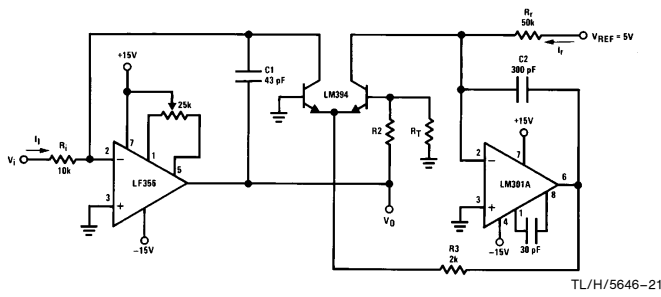 Rr
50k
VREF = 5V
Ir
+15V
C1
43 pF
C2
300 pF
LM394
25k
+15V
Ii
Ri
10k
Vi
2
7
1
5
LF356
3
−15V
R2
RT
VO
2
7
6
LM301A
3
4
1
8
−15V
30 pF
R3
2k
TL/H/5646–21